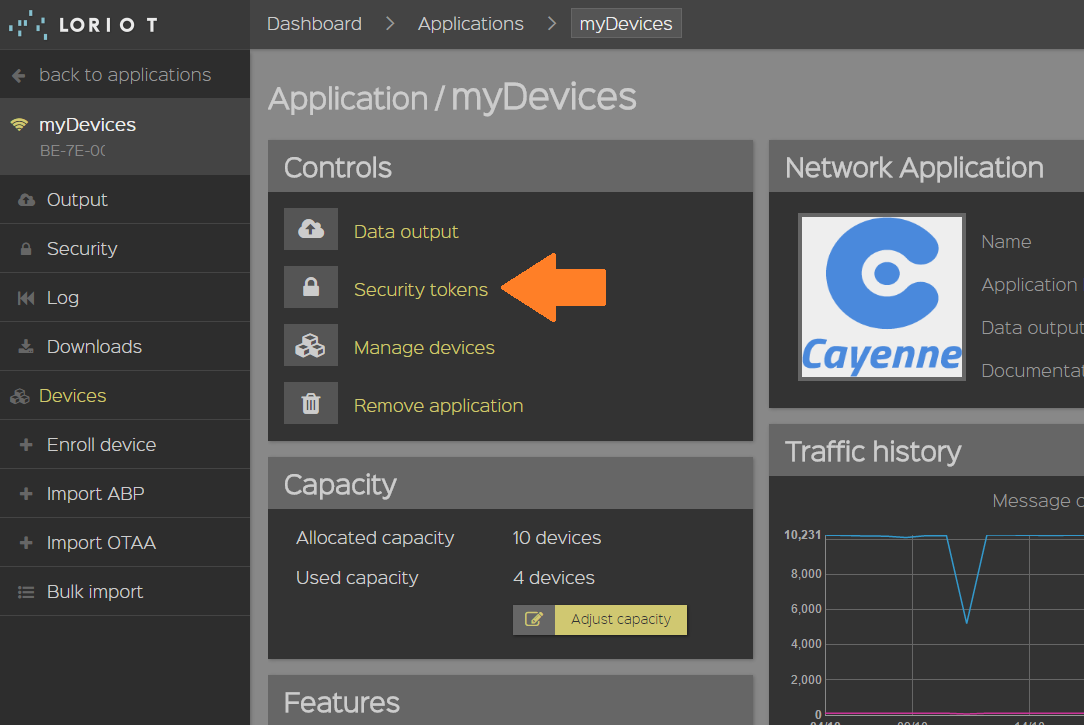 LORIOT
Dashboard > Applications > myDevices
back to applications
myDevices
BE-7E-0
Output
Security
Log
Downloads
Devices
Enroll device
Import ABP
Import OTAA
Bulk import
Application / myDevices
Controls
Data output
Security tokens
Manage devices
Remove application
Capacity
Allocated capacity 10 devices
Used capacity 4 devices
Adjust capacity
Features
Network Application
Cayenne
Name
Application
Data output
Documentat
Traffic history
Message
10,231
8,000
6,000
4,000
2,000
0